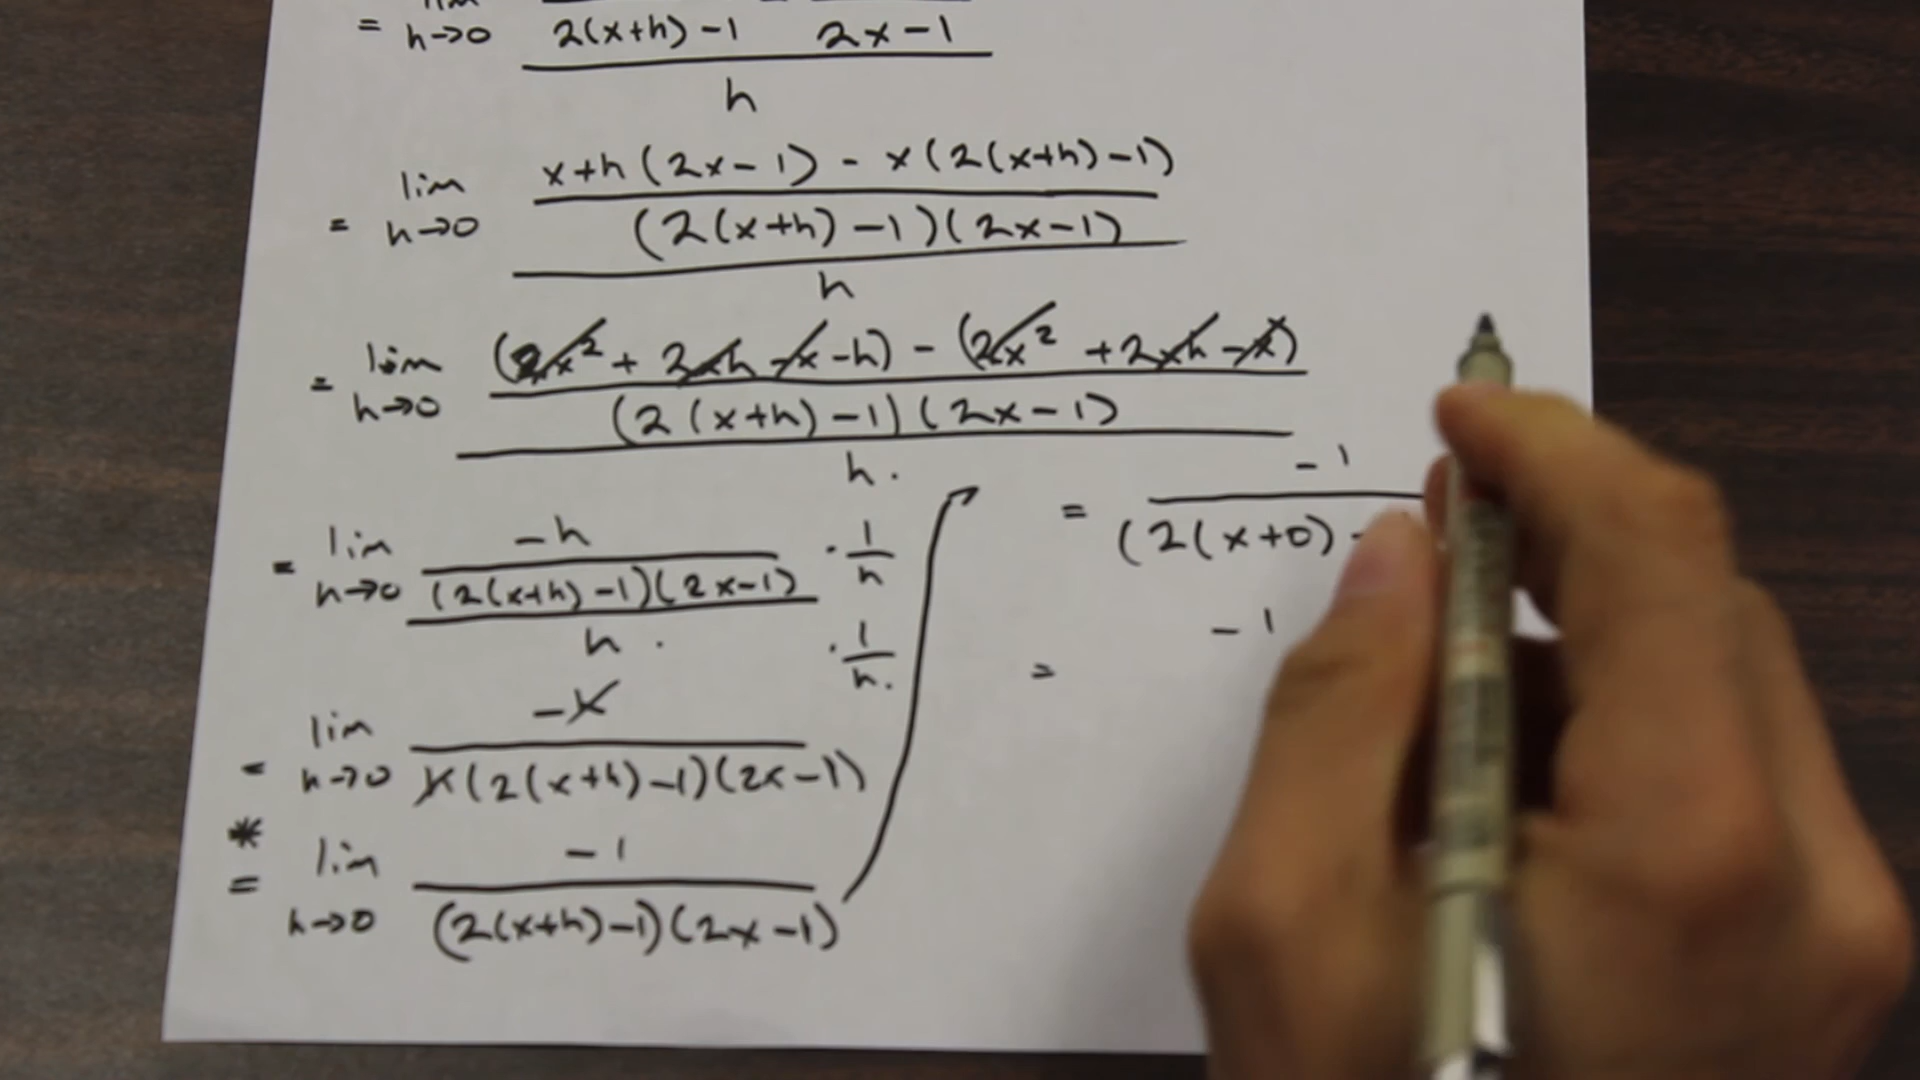 = h→0 2(x+h)-1 2x-1
h
= lim h→0 x+h(2x-1) - x(2(x+h)-1)
(2(x+h)-1)(2x-1)
h
= lim h→0 (2x²+2xh-x-h) - (2x²+2xh-x)
(2(x+h)-1)(2x-1)
h.
= lim h→0 -h · 1/h
(2(x+h)-1)(2x-1)
h · · 1/h.
= lim h→0 -h
h(2(x+h)-1)(2x-1)
*
= lim h→0 -1
(2(x+h)-1)(2x-1)
= -1
(2(x+0)-
= -1